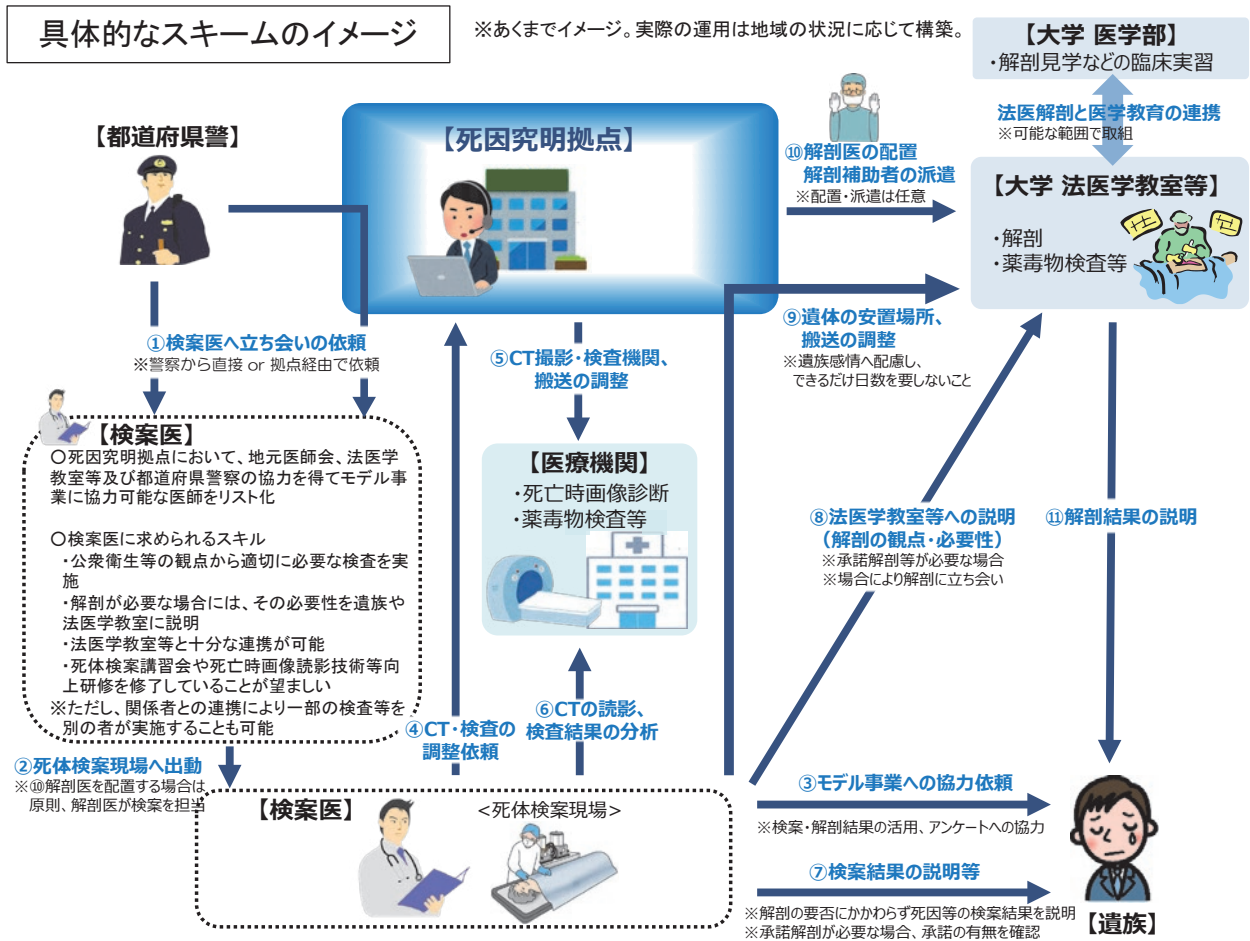 具体的なスキームのイメージ
※あくまでイメージ。実際の運用は地域の状況に応じて構築。
【大学 医学部】
・解剖見学などの臨床実習
法医解剖と医学教育の連携
※可能な範囲で取組
【都道府県警】
【死因究明拠点】
⑩解剖医の配置
解剖補助者の派遣
※配置・派遣は任意
【大学 法医学教室等】
・解剖
・薬毒物検査等
①検案医へ立ち会いの依頼
※警察から直接 or 拠点経由で依頼
⑤CT撮影・検査機関、
搬送の調整
⑨遺体の安置場所、
搬送の調整
※遺族感情へ配慮し、
できるだけ日数を要しないこと
【検案医】
〇死因究明拠点において、地元医師会、法医学
教室等及び都道府県警察の協力を得てモデル事
業に協力可能な医師をリスト化
〇検案医に求められるスキル
・公衆衛生等の観点から適切に必要な検査を実
施
・解剖が必要な場合には、その必要性を遺族や
法医学教室に説明
・法医学教室等と十分な連携が可能
・死体検案講習会や死亡時画像読影技術等向
上研修を修了していることが望ましい
※ただし、関係者との連携により一部の検査等を
別の者が実施することも可能
【医療機関】
・死亡時画像診断
・薬毒物検査等
⑧法医学教室等への説明
（解剖の観点・必要性）
※承諾解剖等が必要な場合
※場合により解剖に立ち会い
⑪解剖結果の説明
④CT・検査の
調整依頼
⑥CTの読影、
検査結果の分析
②死体検案現場へ出動
※⑩解剖医を配置する場合は
原則、解剖医が検案を担当
【検案医】
<死体検案現場>
③モデル事業への協力依頼
※検案・解剖結果の活用、アンケートへの協力
⑦検案結果の説明等
※解剖の要否にかかわらず死因等の検案結果を説明
※承諾解剖が必要な場合、承諾の有無を確認
【遺族】